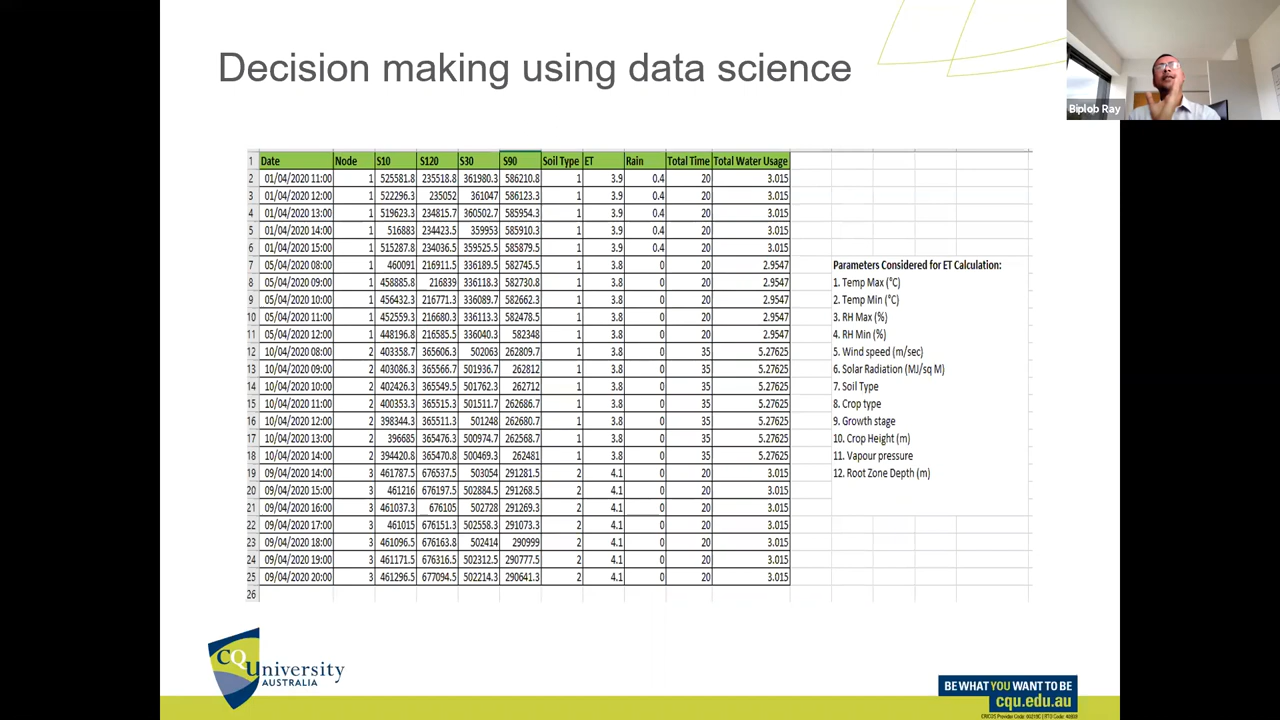 Decision making using data science
Biplob Ray
1 Date Node S10 S120 S30 S90 Soil Type ET Rain Total Time Total Water Usage
2 01/04/2020 11:00 1 525581.8 235518.8 361980.3 586210.8 1 3.9 0.4 20 3.015
3 01/04/2020 12:00 1 522296.3 235052 361047 586123.3 1 3.9 0.4 20 3.015
4 01/04/2020 13:00 1 519623.3 234815.7 360502.7 585954.3 1 3.9 0.4 20 3.015
5 01/04/2020 14:00 1 516883 234423.5 359953 585910.3 1 3.9 0.4 20 3.015
6 01/04/2020 15:00 1 515287.8 234036.5 359525.5 585879.5 1 3.9 0.4 20 3.015
7 05/04/2020 08:00 1 460091 216911.5 336189.5 582745.5 1 3.8 0 20 2.9547
8 05/04/2020 09:00 1 458885.8 216839 336118.3 582730.8 1 3.8 0 20 2.9547
9 05/04/2020 10:00 1 456432.3 216771.3 336089.7 582662.3 1 3.8 0 20 2.9547
10 05/04/2020 11:00 1 452559.3 216680.3 336113.3 582478.5 1 3.8 0 20 2.9547
11 05/04/2020 12:00 1 448196.8 216585.5 336040.3 582348 1 3.8 0 20 2.9547
12 10/04/2020 08:00 2 403358.7 365606.3 502063 262809.7 1 3.8 0 35 5.27625
13 10/04/2020 09:00 2 403086.3 365566.7 501936.7 262812 1 3.8 0 35 5.27625
14 10/04/2020 10:00 2 402426.3 365549.5 501762.3 262712 1 3.8 0 35 5.27625
15 10/04/2020 11:00 2 400353.3 365515.3 501511.7 262686.7 1 3.8 0 35 5.27625
16 10/04/2020 12:00 2 398344.3 365511.3 501248 262680.7 1 3.8 0 35 5.27625
17 10/04/2020 13:00 2 396685 365476.3 500974.7 262568.7 1 3.8 0 35 5.27625
18 10/04/2020 14:00 2 394420.8 365470.8 500469.3 262481 1 3.8 0 35 5.27625
19 09/04/2020 14:00 3 461787.5 676537.5 503054 291281.5 2 4.1 0 20 3.015
20 09/04/2020 15:00 3 461216 676197.5 502884.5 291268.5 2 4.1 0 20 3.015
21 09/04/2020 16:00 3 461037.3 676105 502728 291269.3 2 4.1 0 20 3.015
22 09/04/2020 17:00 3 461015 676151.3 502558.3 291073.3 2 4.1 0 20 3.015
23 09/04/2020 18:00 3 461096.5 676163.8 502414 290999 2 4.1 0 20 3.015
24 09/04/2020 19:00 3 461171.5 676316.5 502312.5 290777.5 2 4.1 0 20 3.015
25 09/04/2020 20:00 3 461296.5 677094.5 502214.3 290641.3 2 4.1 0 20 3.015
26
Parameters Considered for ET Calculation:
1. Temp Max (°C)
2. Temp Min (°C)
3. RH Max (%)
4. RH Min (%)
5. Wind speed (m/sec)
6. Solar Radiation (MJ/sq M)
7. Soil Type
8. Crop type
9. Growth stage
10. Crop Height (m)
11. Vapour pressure
12. Root Zone Depth (m)
CQUniversity
AUSTRALIA
BE WHAT YOU WANT TO BE
cqu.edu.au